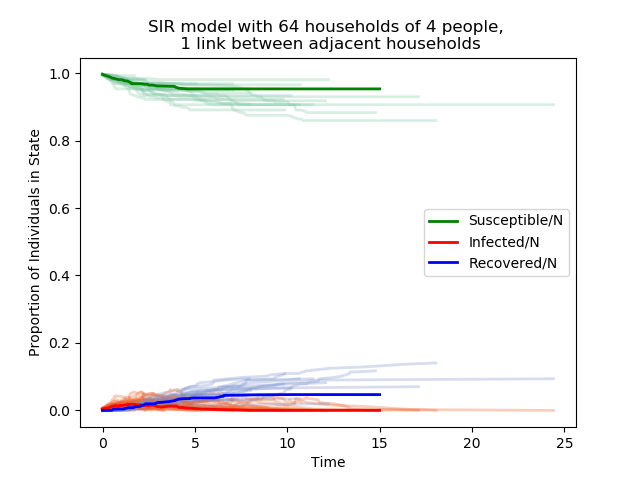 SIR model with 64 households of 4 people,
1 link between adjacent households
Proportion of Individuals in State
1.0
0.8
0.6
0.4
0.2
0.0
Susceptible/N
Infected/N
Recovered/N
0 5 10 15 20 25
Time